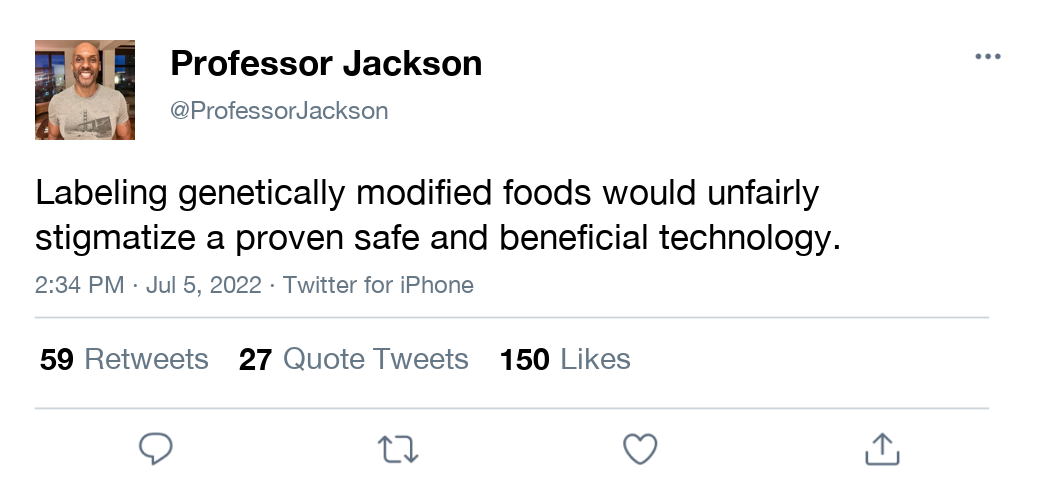 Professor Jackson
@ProfessorJackson
Labeling genetically modified foods would unfairly
stigmatize a proven safe and beneficial technology.
2:34 PM · Jul 5, 2022 · Twitter for iPhone
59 Retweets 27 Quote Tweets 150 Likes